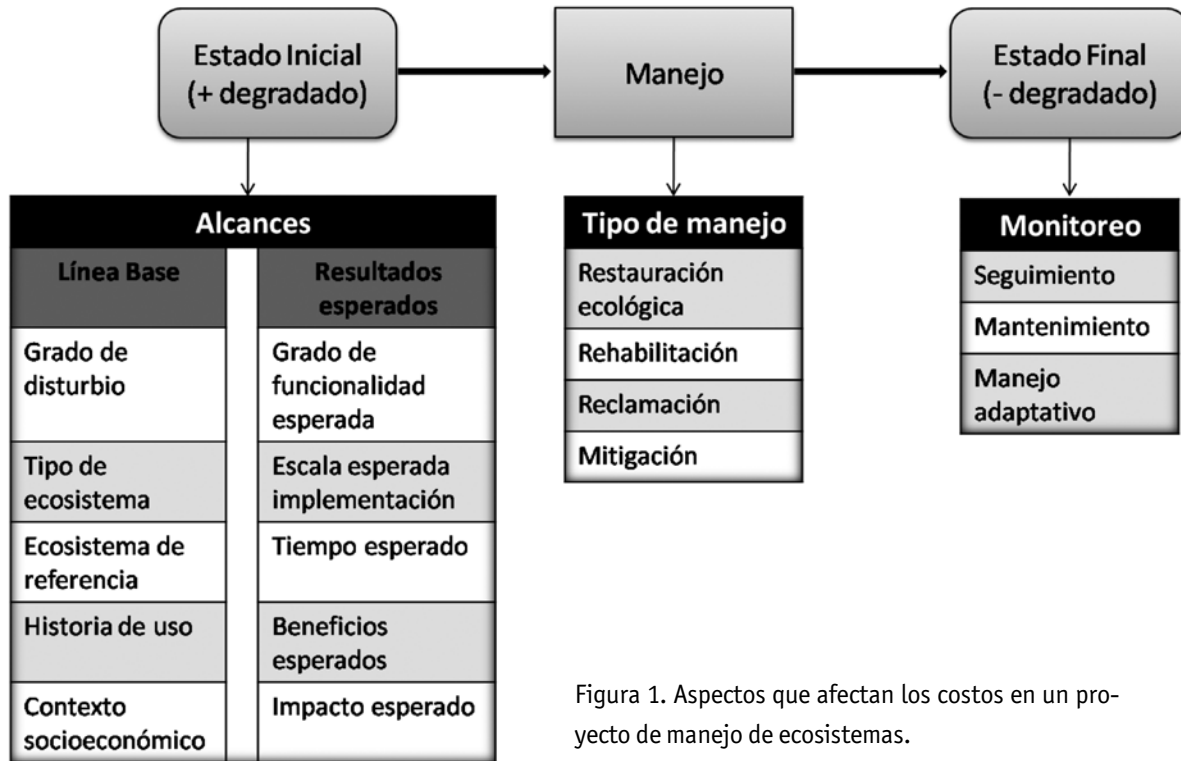 Estado Inicial
(+ degradado)
Manejo
Estado Final
(- degradado)
Alcances
Línea Base
Resultados
esperados
Grado de
disturbio
Grado de
funcionalidad
esperada
Tipo de
ecosistema
Escala esperada
implementación
Ecosistema de
referencia
Tiempo esperado
Historia de uso
Beneficios
esperados
Contexto
socioeconómico
Impacto esperado
Tipo de manejo
Restauración
ecológica
Rehabilitación
Reclamación
Mitigación
Monitoreo
Seguimiento
Mantenimiento
Manejo
adaptativo
Figura 1. Aspectos que afectan los costos en un pro-
yecto de manejo de ecosistemas.